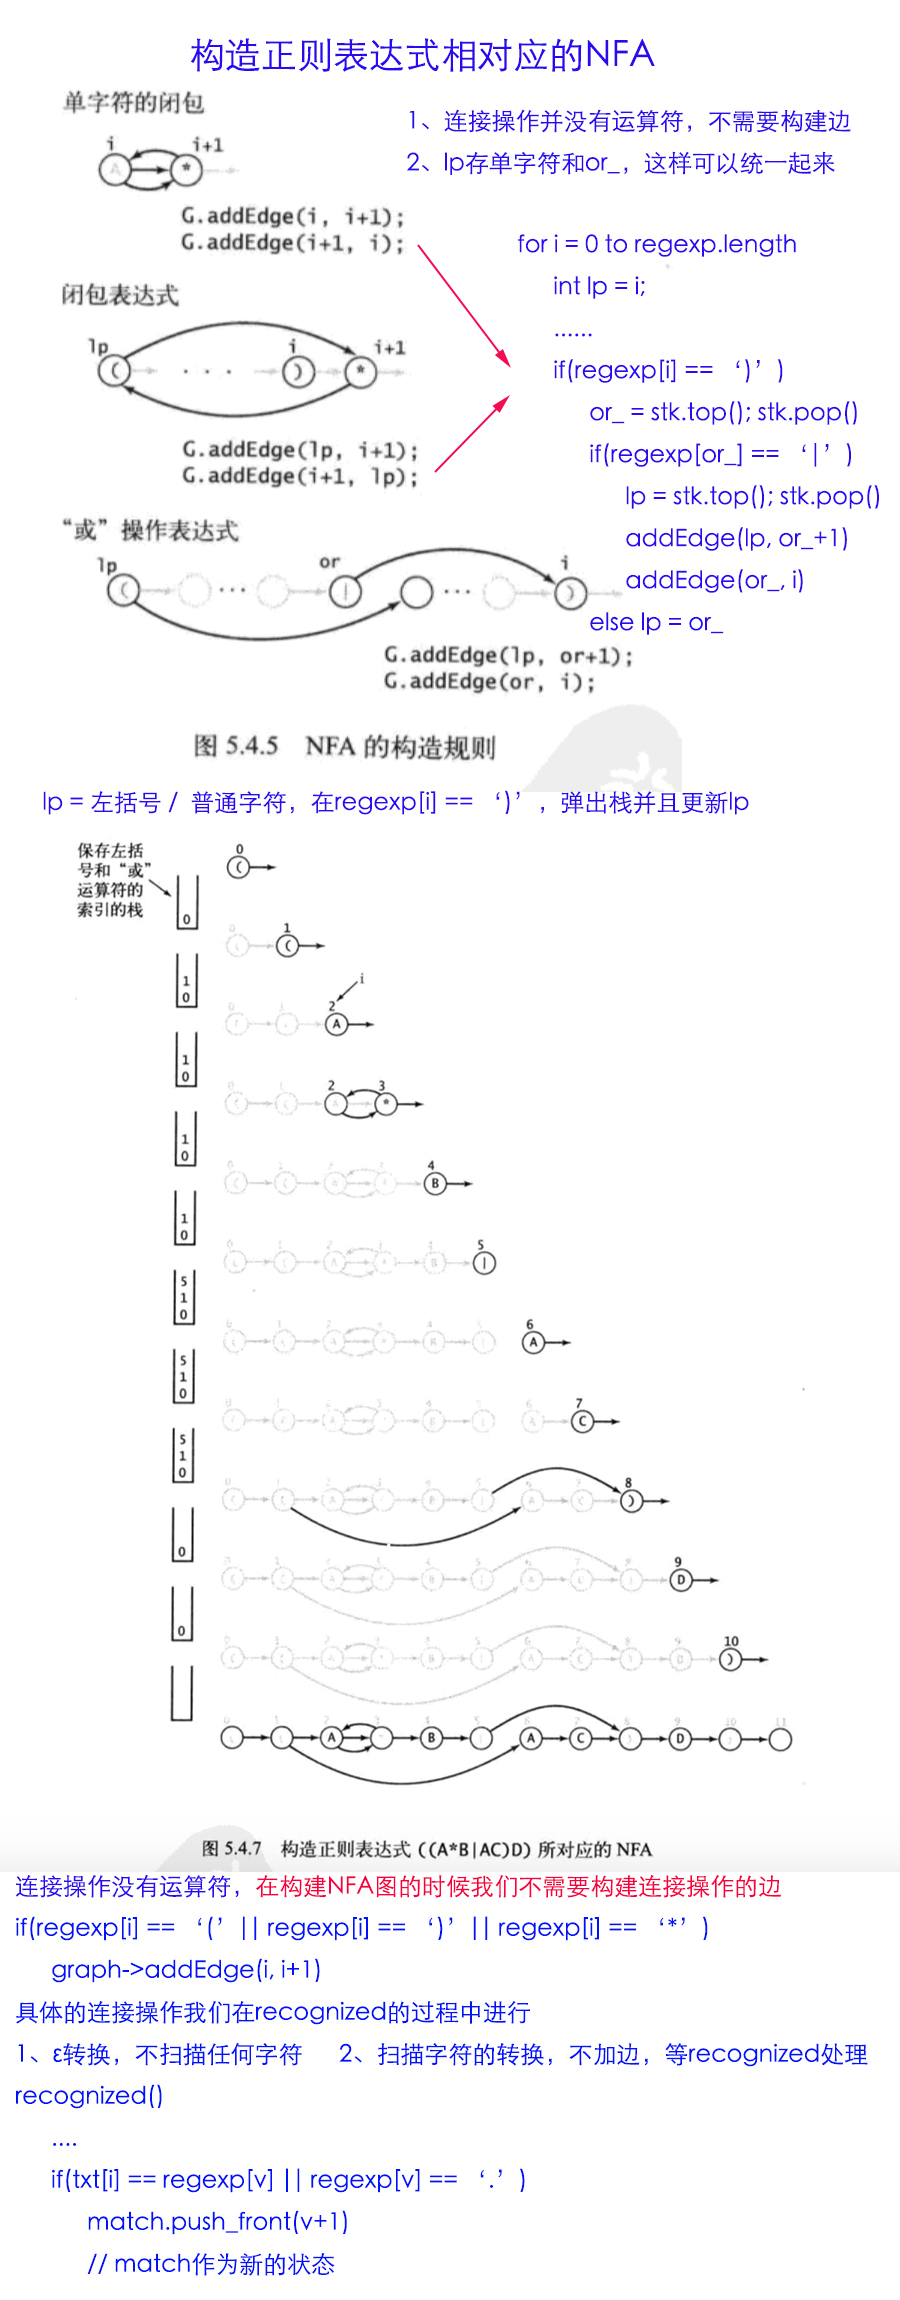 构造正则表达式相对应的NFA
单字符的闭包
1、连接操作并没有运算符，不需要构建边
2、lp存单字符和or_，这样可以统一起来
i i+1
A *
G.addEdge(i, i+1);
G.addEdge(i+1, i);
for i = 0 to regexp.length
int lp = i;
......
if(regexp[i] == ‘)’)
or_ = stk.top(); stk.pop()
if(regexp[or_] == ‘|’)
lp = stk.top(); stk.pop()
addEdge(lp, or_+1)
addEdge(or_, i)
else lp = or_
闭包表达式
lp i i+1
( . . . ) *
G.addEdge(lp, i+1);
G.addEdge(i+1, lp);
“或”操作表达式
lp or i
( ... | ... )
G.addEdge(lp, or+1);
G.addEdge(or, i);
图 5.4.5 NFA 的构造规则
lp = 左括号 / 普通字符，在regexp[i] == ‘)’，弹出栈并且更新lp
保存左括
号和“或”
运算符的
索引的栈
0
(
0
1
(
1
0
i
2
A
1
0
2 3
*
1
0
4
B
1
0
5
|
5
1
0
6
A
5
1
0
7
C
5
1
0
8
)
0
9
D
0
10
)
0 1 2 3 4 5 6 7 8 9 10 11
A B A C D
图 5.4.7 构造正则表达式 ((A*B|AC)D) 所对应的 NFA
连接操作没有运算符，在构建NFA图的时候我们不需要构建连接操作的边
if(regexp[i] == ‘(’ || regexp[i] == ‘)’ || regexp[i] == ‘*’)
graph->addEdge(i, i+1)
具体的连接操作我们在recognized的过程中进行
1、ε转换，不扫描任何字符 2、扫描字符的转换，不加边，等recognized处理
recognized()
....
if(txt[i] == regexp[v] || regexp[v] == ‘.’)
match.push_front(v+1)
// match作为新的状态